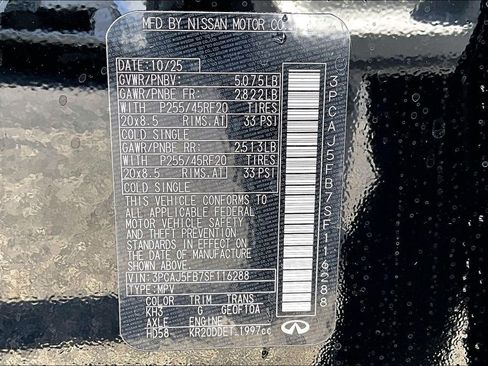 MFD BY NISSAN MOTOR CO
DATE: 10/25
GVWR/PNBV: 5075LB
GAWR/PNBE FR: 2822LB
WITH P255/45RF20 TIRES
20x8.5 RIMS,AT 33 PSI
COLD SINGLE
GAWR/PNBE RR: 2513LB
WITH P255/45RF20 TIRES
20x8.5 RIMS,AT 33 PSI
COLD SINGLE
THIS VEHICLE CONFORMS TO
ALL APPLICABLE FEDERAL
MOTOR VEHICLE SAFETY
AND THEFT PREVENTION
STANDARDS IN EFFECT ON
THE DATE OF MANUFACTURE
SHOWN ABOVE.
VIN: 3PCAJ5FB7SF116288
TYPE: MPV
COLOR TRIM TRANS
KH3 G GE0F10A
AXLE ENGINE
HD58 KR20DDET 1997cc
3PCAJ5FB7SF116288